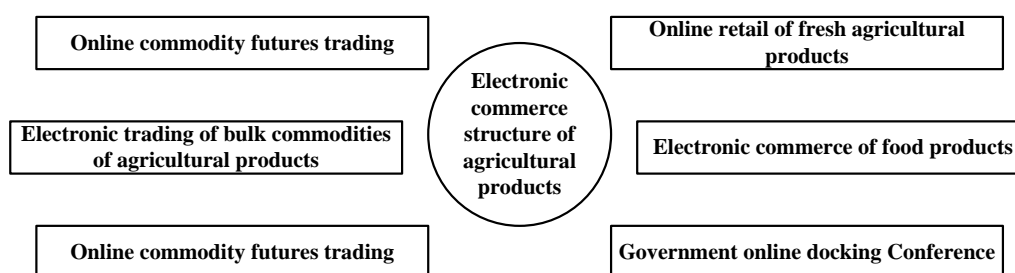 Online commodity futures trading
Online retail of fresh agricultural
products
Electronic
commerce
structure of
agricultural
products
Electronic trading of bulk commodities
of agricultural products
Electronic commerce of food products
Online commodity futures trading
Government online docking Conference